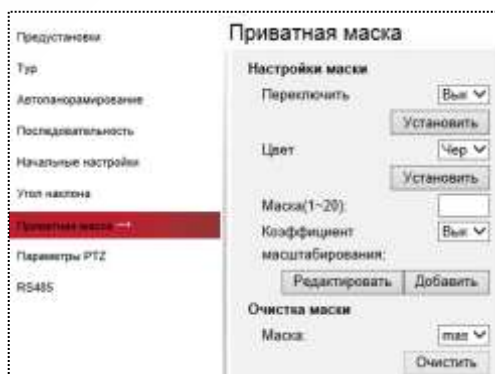 Предустановки
Тур
Автопанорамирование
Последовательность
Начальные настройки
Угол наклона
Приватная маска
Параметры PTZ
RS485
Приватная маска
Настройки маски
Переключить Вык
Установить
Цвет Чер
Установить
Маска(1~20):
Коэффициент Вык
масштабирования:
Редактировать Добавить
Очистка маски
Маска: mas
Очистить